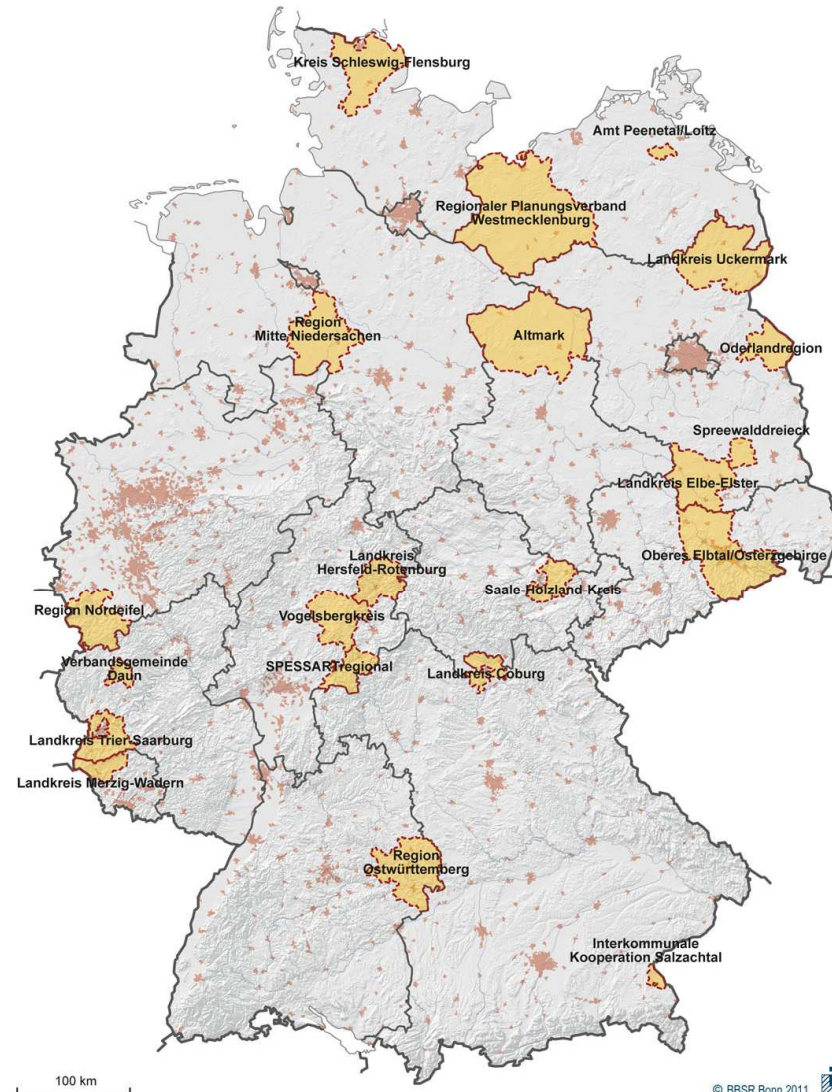 Kreis Schleswig-Flensburg
Amt Peenetal/Loitz
Regionaler Planungsverband
Westmecklenburg
Landkreis Uckermark
Region
Mitte Niedersachen
Altmark
Oderlandregion
Spreewalddreieck
Landkreis Elbe-Elster
Landkreis
Hersfeld-Rotenburg
Oberes Elbtal/Osterzgebirge
Saale-Holzland-Kreis
Region Nordeifel
Vogelsbergkreis
Verbandsgemeinde
Daun
SPESSARTregional
Landkreis Coburg
Landkreis Trier-Saarburg
Landkreis Merzig-Wadern
Region
Ostwürttemberg
Interkommunale
Kooperation Salzachtal
100 km
© BBSR Bonn 2011